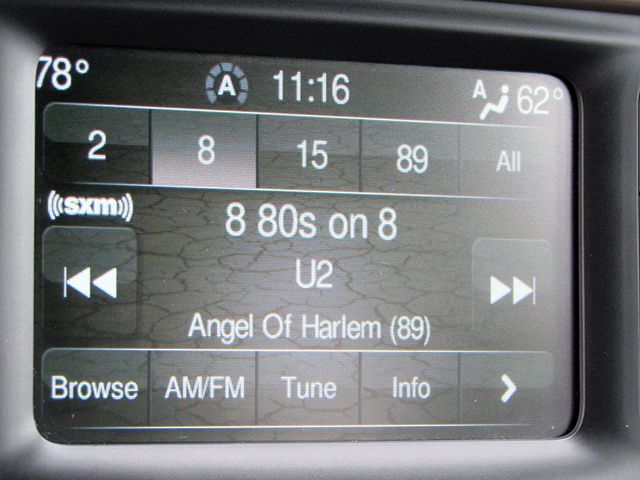 78° A 11:16 A 62°
2 8 15 89 All
((sxm))
8 80s on 8
U2
Angel Of Harlem (89)
Browse AM/FM Tune Info